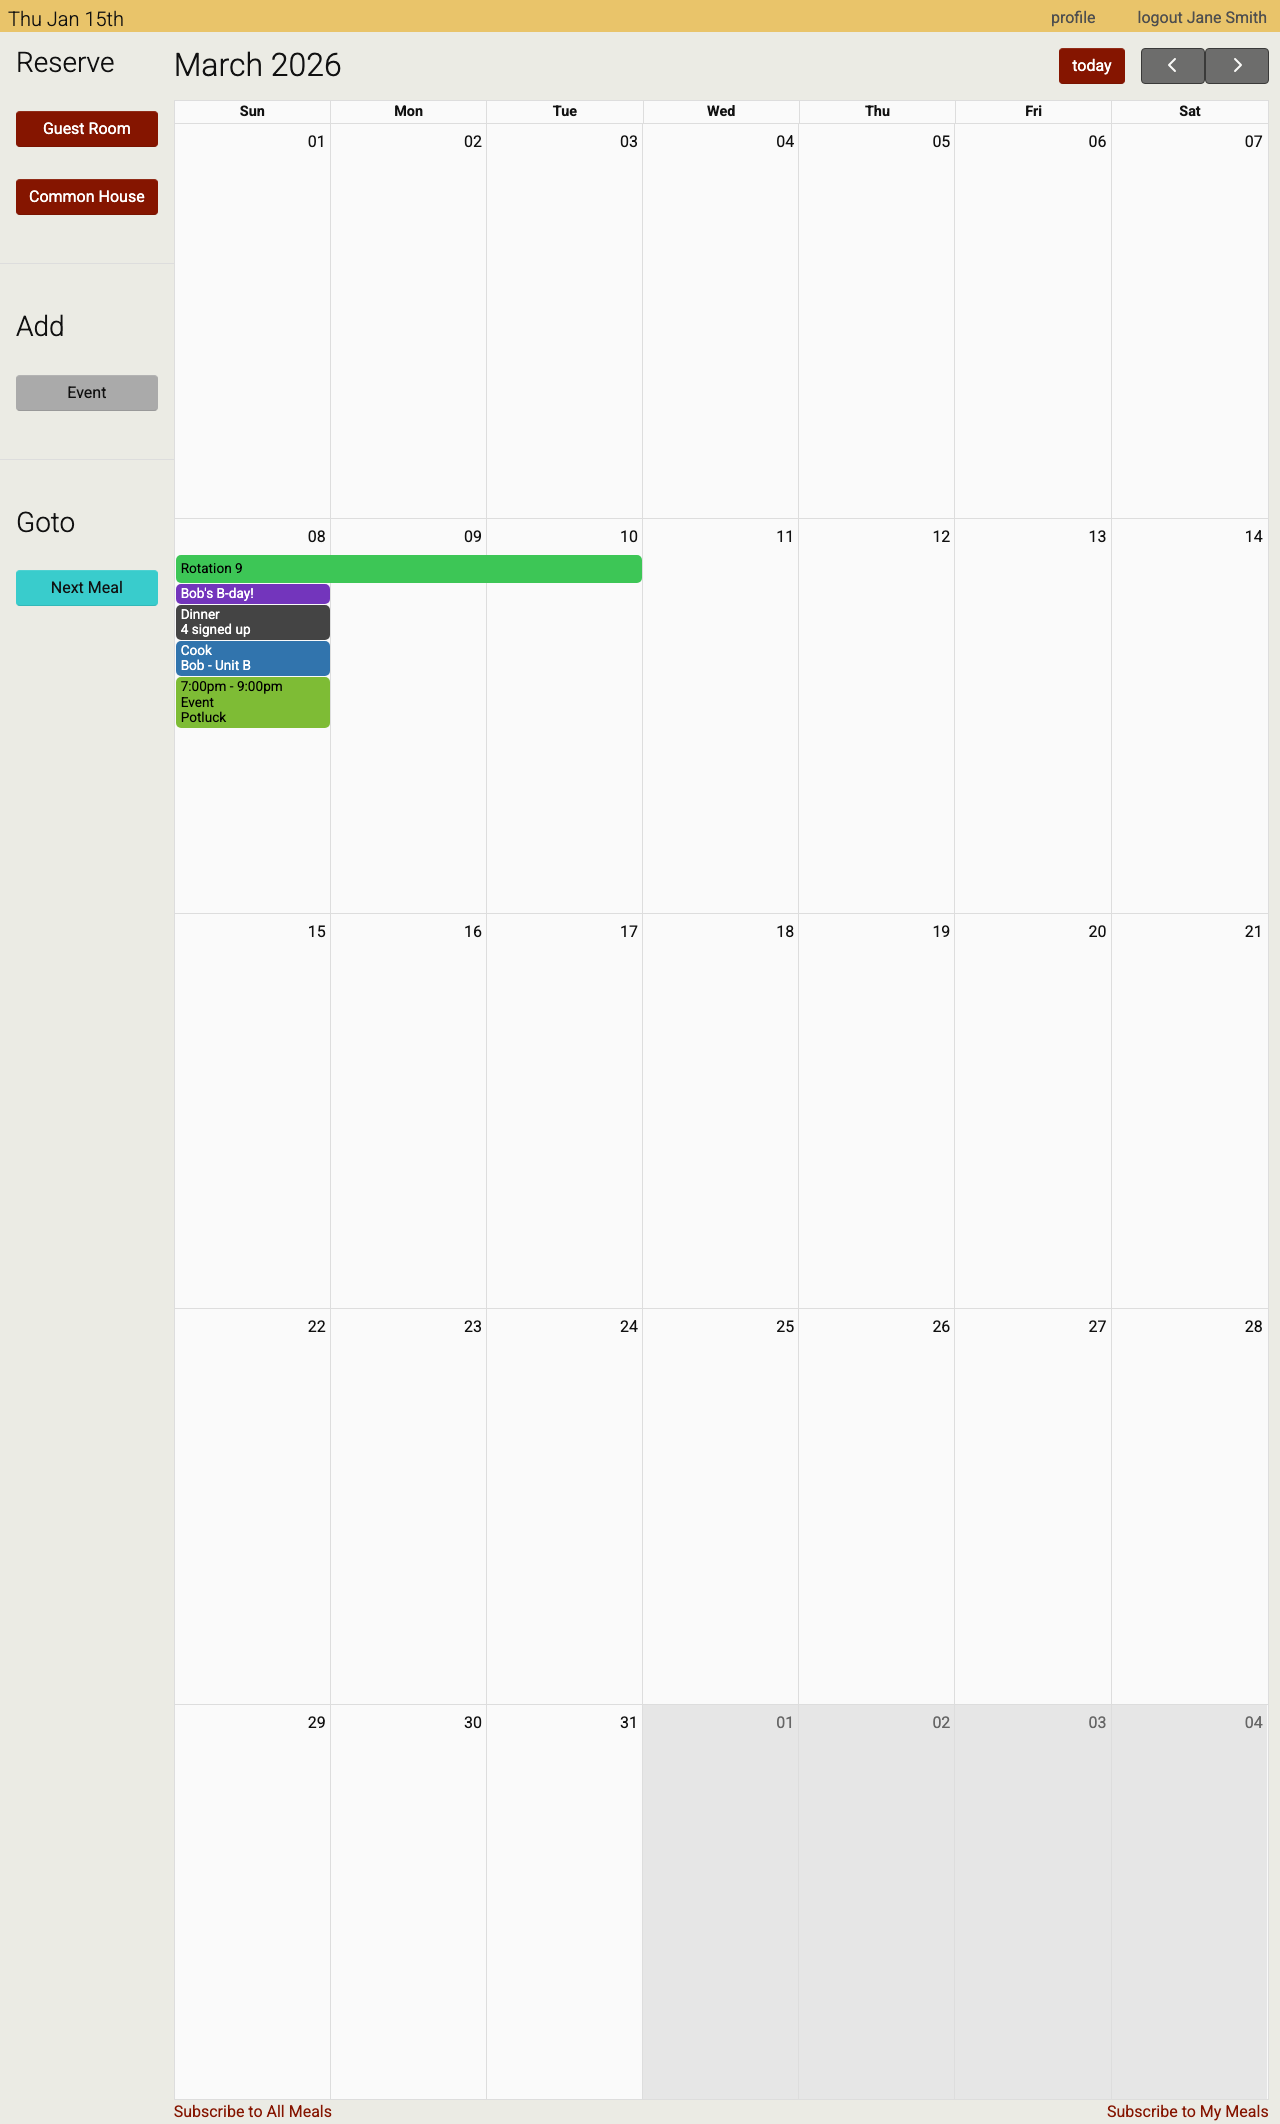 Thu Jan 15th
profile
logout Jane Smith
Reserve
Guest Room
Common House
Add
Event
Goto
Next Meal
March 2026
today
Sun Mon Tue Wed Thu Fri Sat
01 02 03 04 05 06 07
08 09 10 11 12 13 14
Rotation 9
Bob's B-day!
Dinner
4 signed up
Cook
Bob - Unit B
7:00pm - 9:00pm
Event
Potluck
15 16 17 18 19 20 21
22 23 24 25 26 27 28
29 30 31 01 02 03 04
Subscribe to All Meals
Subscribe to My Meals